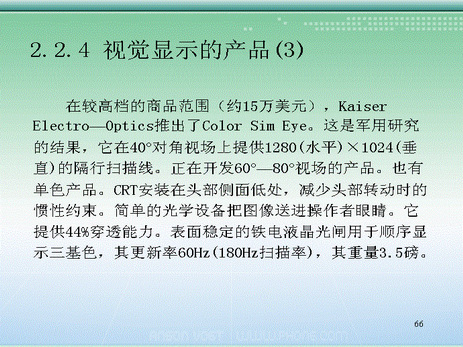 2.2.4 视觉显示的产品(3)
在较高档的商品范围（约15万美元），Kaiser
Electro—Optics推出了Color Sim Eye。这是军用研究
的结果，它在40°对角视场上提供1280(水平)×1024(垂
直)的隔行扫描线。正在开发60°—80°视场的产品。也有
单色产品。CRT安装在头部侧面低处，减少头部转动时的
惯性约束。简单的光学设备把图像送进操作者眼睛。它
提供44%穿透能力。表面稳定的铁电液晶光闸用于顺序显
示三基色，其更新率60Hz(180Hz扫描率)，其重量3.5磅。
66